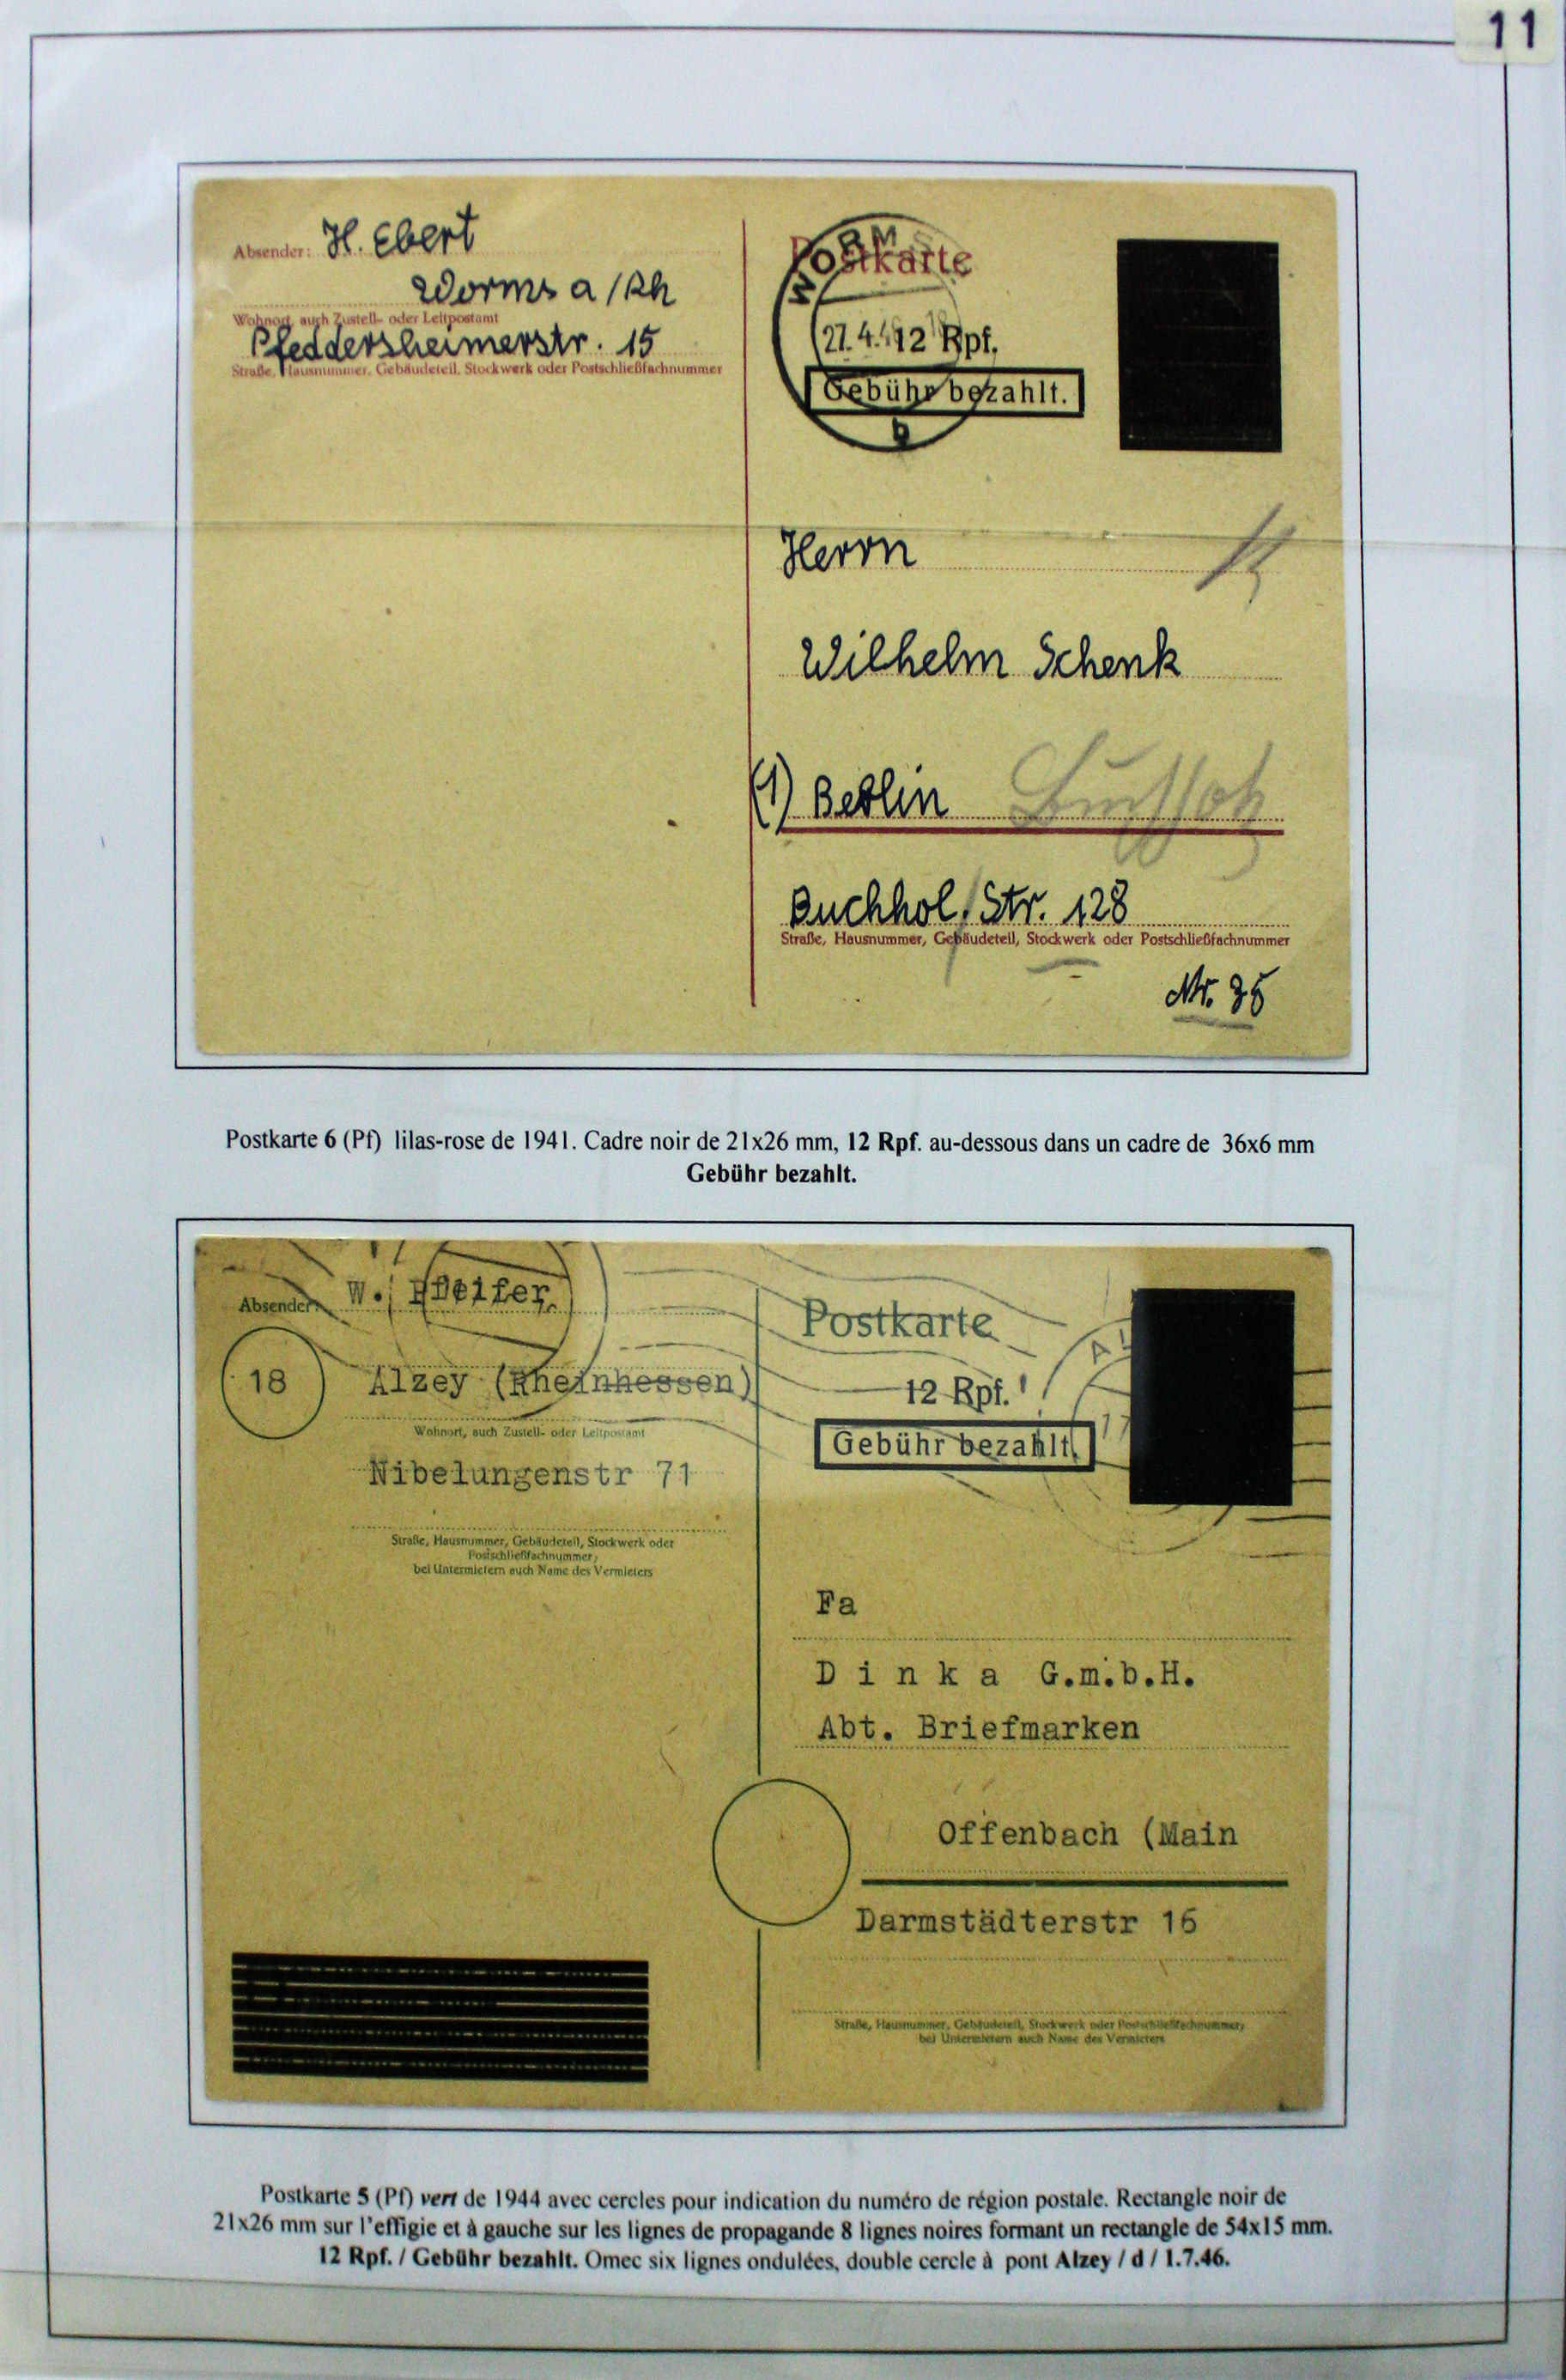 11
Absender: H. Ebert
Worms a/Rh
Wohnort, auch Zustell- oder Leitpostamt
Pfeddersheimerstr. 15
Straße, Hausnummer, Gebäudeteil, Stockwerk oder Postschließfachnummer
Postkarte
27.4. 12 Rpf.
Gebühr bezahlt.
b
Herrn
Wilhelm Schenk
(1) Berlin
Buchhol. Str. 128
Straße, Hausnummer, Gebäudeteil, Stockwerk oder Postschließfachnummer
Postkarte 6 (Pf) lilas-rose de 1941. Cadre noir de 21x26 mm, 12 Rpf. au-dessous dans un cadre de 36x6 mm
Gebühr bezahlt.
Absender: W. Pfeifer
18 Alzey (Rheinhessen)
Wohnort, auch Zustell- oder Leitpostamt
Nibelungenstr 71
Straße, Hausnummer, Gebäudeteil, Stockwerk oder
Postschließfachnummer;
bei Untermietern auch Name des Vermieters
Postkarte
12 Rpf.
Gebühr bezahlt.
Fa
Dinka G.m.b.H.
Abt. Briefmarken
Offenbach (Main
Darmstädterstr 16
Straße, Hausnummer, Gebäudeteil, Stockwerk oder Postschließfachnummer;
bei Untermietern auch Name des Vermieters
Postkarte 5 (Pf) vert de 1944 avec cercles pour indication du numéro de région postale. Rectangle noir de
21x26 mm sur l'effigie et à gauche sur les lignes de propagande 8 lignes noires formant un rectangle de 54x15 mm.
12 Rpf. / Gebühr bezahlt. Omec six lignes ondulées, double cercle à pont Alzey / d / 1.7.46.